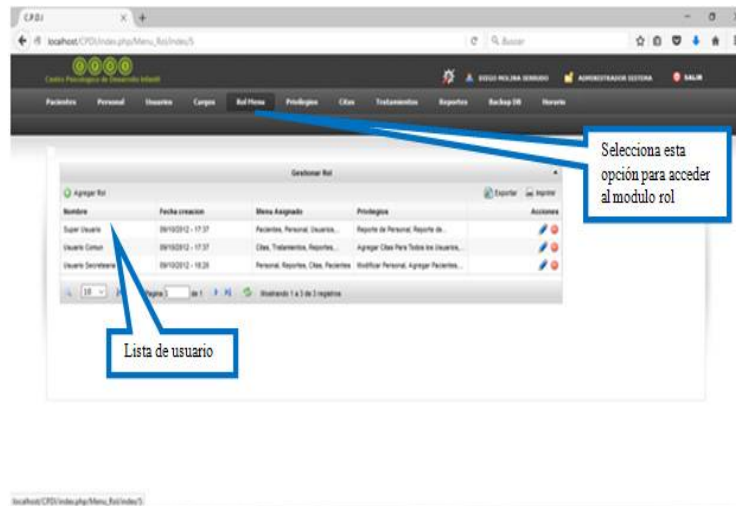 C.P.D.I
localhost/CPDI/index.php/Menu_Rol/index/5
Buscar
Centro Psicologico de Desarrollo Infantil
DIEGO MOLINA SERRUDO
ADMINISTRADOR SISTEMA
SALIR
Pacientes Personal Usuarios Cargos Rol Menu Privilegios Citas Tratamientos Reportes Backup DB Horario
Selecciona esta
opción para acceder
al modulo rol
Gestionar Rol
Agregar Rol Exportar Imprimir
Nombre Fecha creacion Menu Asignado Privilegios Acciones
Super Usuario 09/10/2012 - 17:37 Pacientes, Personal, Usuarios,... Reporte de Personal, Reporte de...
Usuario Comun 09/10/2012 - 17:37 Citas, Tratamientos, Reportes,... Agregar Citas Para Todos los Usuarios,...
Usuario Secretearia 09/10/2012 - 18:28 Personal, Reportes, Citas, Pacientes Modificar Personal, Agregar Pacientes,...
10 Pagina 1 de 1 Mostrando 1 a 3 de 3 registros
Lista de usuario
localhost/CPDI/index.php/Menu_Rol/index/5